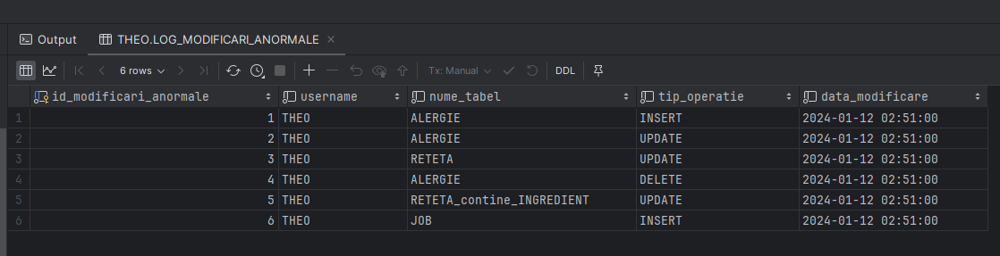 Output THEO.LOG_MODIFICARI_ANORMALE
6 rows Tx: Manual DDL
id_modificari_anormale username nume_tabel tip_operatie data_modificare
1 1 THEO ALERGIE INSERT 2024-01-12 02:51:00
2 2 THEO ALERGIE UPDATE 2024-01-12 02:51:00
3 3 THEO RETETA UPDATE 2024-01-12 02:51:00
4 4 THEO ALERGIE DELETE 2024-01-12 02:51:00
5 5 THEO RETETA_contine_INGREDIENT UPDATE 2024-01-12 02:51:00
6 6 THEO JOB INSERT 2024-01-12 02:51:00